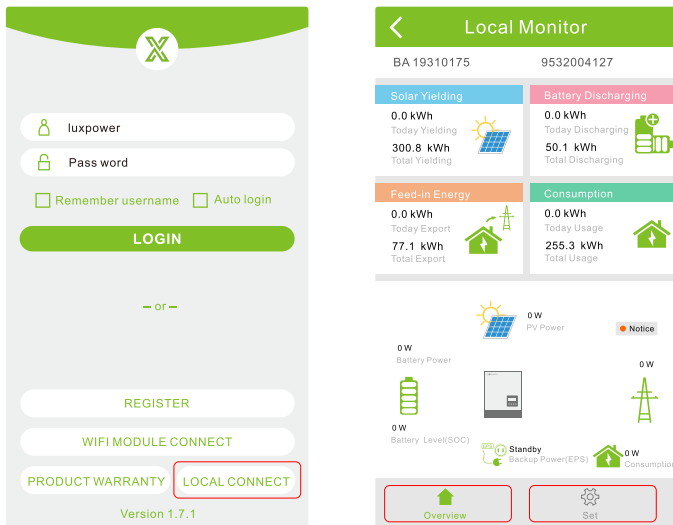 luxpower
Pass word
Remember username
Auto login
LOGIN
– or –
REGISTER
WIFI MODULE CONNECT
PRODUCT WARRANTY
LOCAL CONNECT
Version 1.7.1
Local Monitor
BA 19310175 9532004127
Solar Yielding
0.0 kWh
Today Yielding
300.8 kWh
Total Yielding
Battery Discharging
0.0 kWh
Today Discharging
50.1 kWh
Total Discharging
Feed-in Energy
0.0 kWh
Today Export
77.1 kWh
Total Export
Consumption
0.0 kWh
Today Usage
255.3 kWh
Total Usage
0 W
PV Power
Notice
0 W
Battery Power
0 W
0 W
Battery Level(SOC)
EPS
Standby
Backup Power(EPS)
0 W
Consumption
Overview
Set